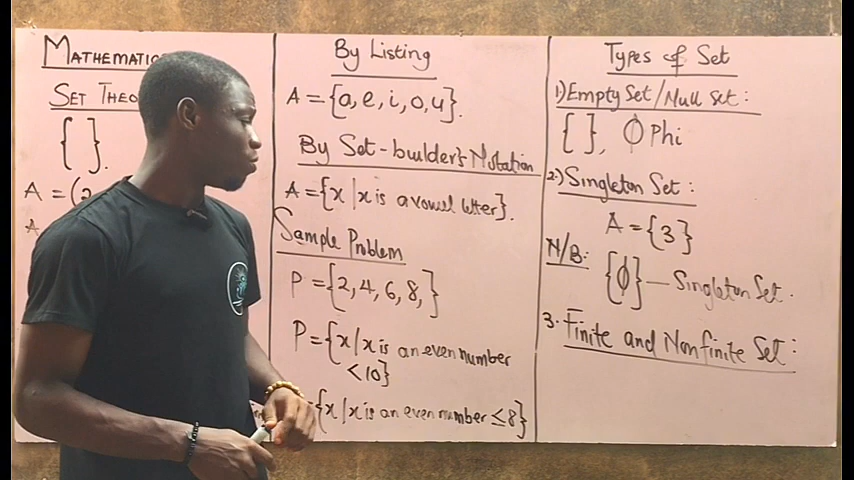 MATHEMATIC
SET THEO
{ }.
A = (2
A
By Listing
A = {a, e, i, o, u}.
By Set-builder's Notation
A = {x | x is a vowel letter}.
Sample Problem
P = {2, 4, 6, 8, }
P = {x | x is an even number
<10}
= {x | x is an even number ≤ 8}
Types of Set
1) Empty Set / Null Set:
{ }, Ø Phi
2.) Singleton Set:
A = {3}
N/B: {Ø} — Singleton Set.
3. Finite and Nonfinite Set: